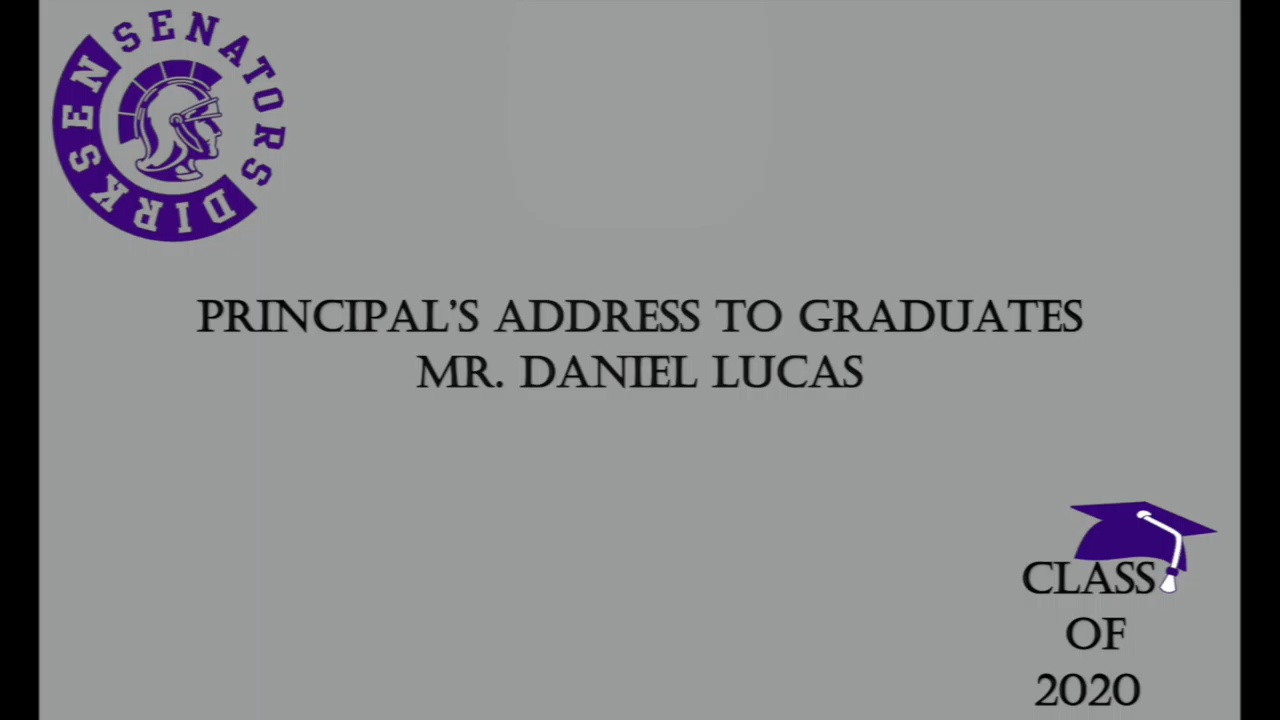 DIRKSEN SENATORS
PRINCIPAL'S ADDRESS TO GRADUATES
MR. DANIEL LUCAS
CLASS
OF
2020